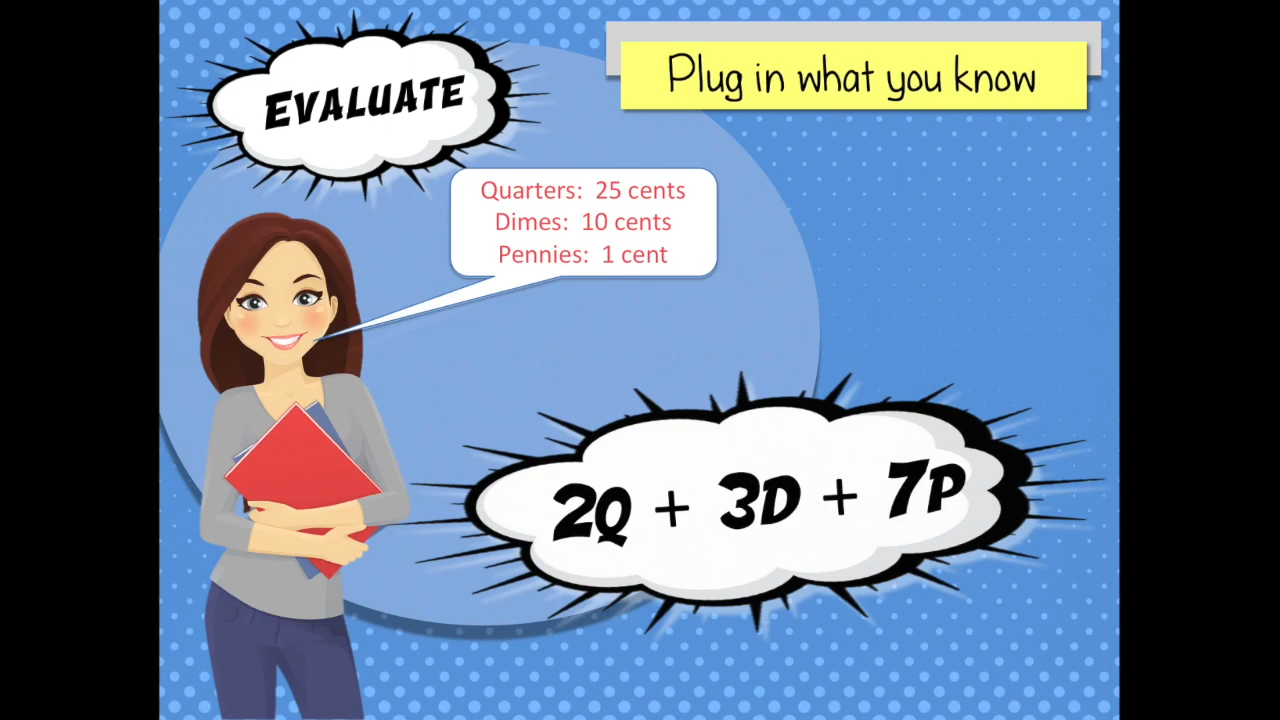 EVALUATE
Plug in what you know
Quarters:  25 cents
Dimes:  10 cents
Pennies:  1 cent
2Q + 3D + 7P